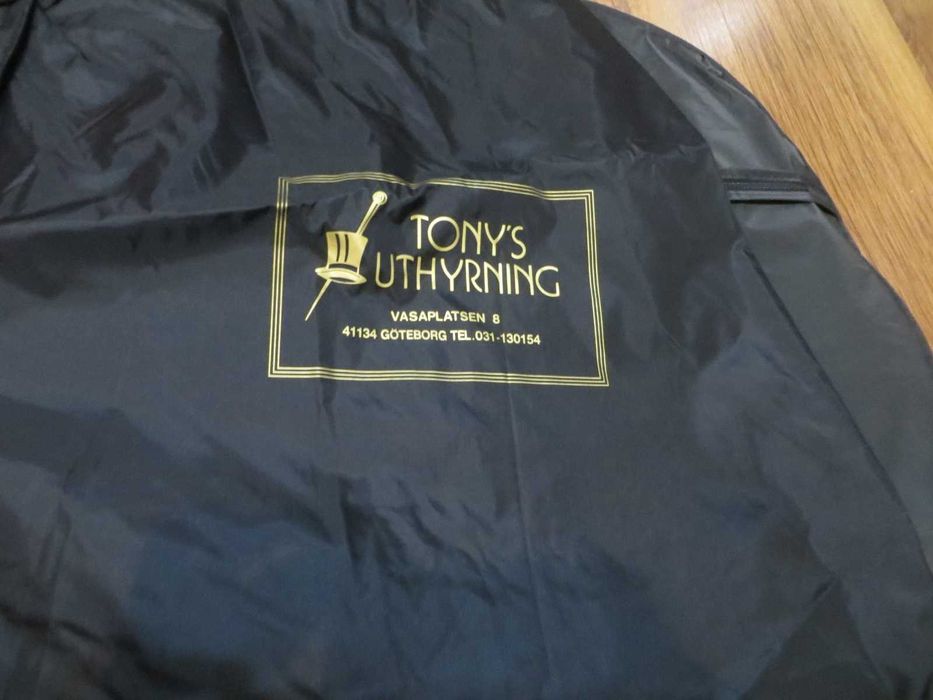 TONY'S
UTHYRNING
VASAPLATSEN 8
41134 GÖTEBORG TEL.031-130154